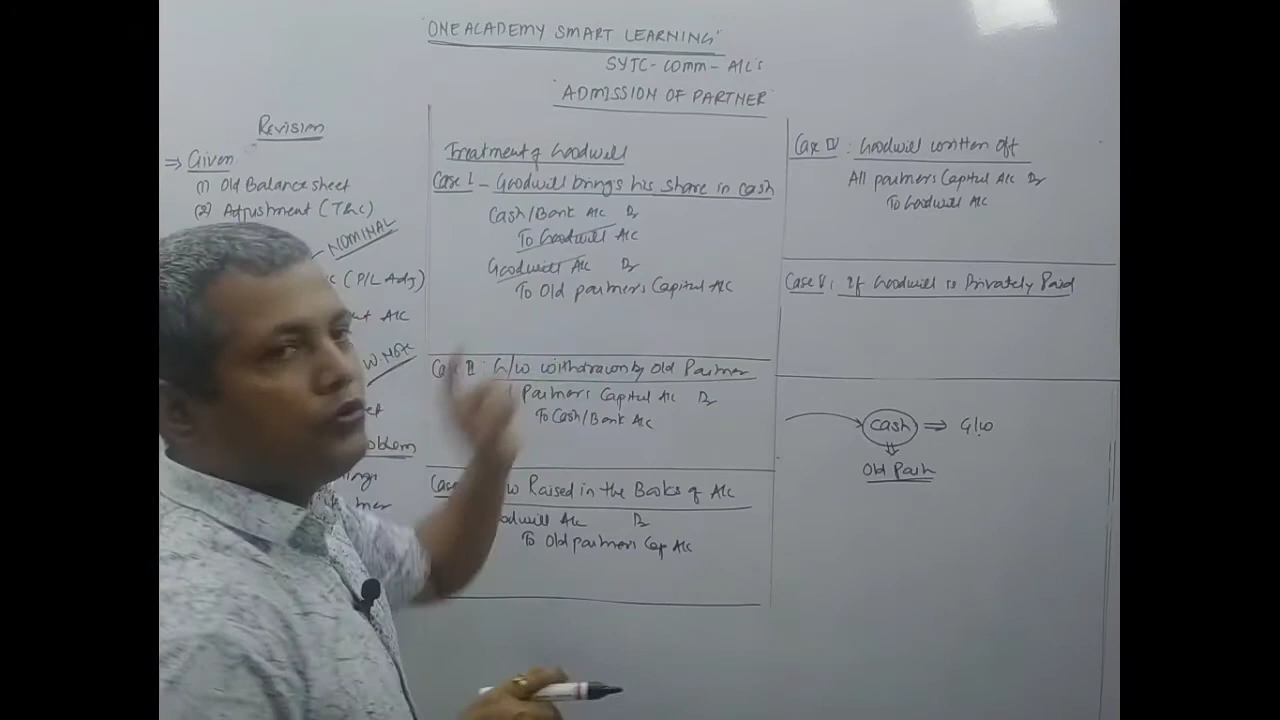 "ONE ACADEMY SMART LEARNING"
SYJC - COMM - A/c's
"ADMISSION OF PARTNER"
Revision
⇒ Given
(1) Old Balance sheet
(2) Adjustment (T&C)
NOMINAL
(P/L Adj)
A/c
W.NOTE
Treatment of Goodwill
Case I - Goodwill brings his share in cash
Cash/Bank A/c Dr
To Goodwill A/c
Goodwill A/c Dr
To Old partners Capital A/c
Case II : G/w withdrawn by Old Partner
Partners Capital A/c Dr
To Cash/Bank A/c
Raised in the Books of A/c
A/c Dr
To Old partners Cap A/c
Case IV : Goodwill written off
All partners Capital A/c Dr
To Goodwill A/c
Case V : If Goodwill is Privately Paid
Cash ⇒ G/w
⇓
Old Partn